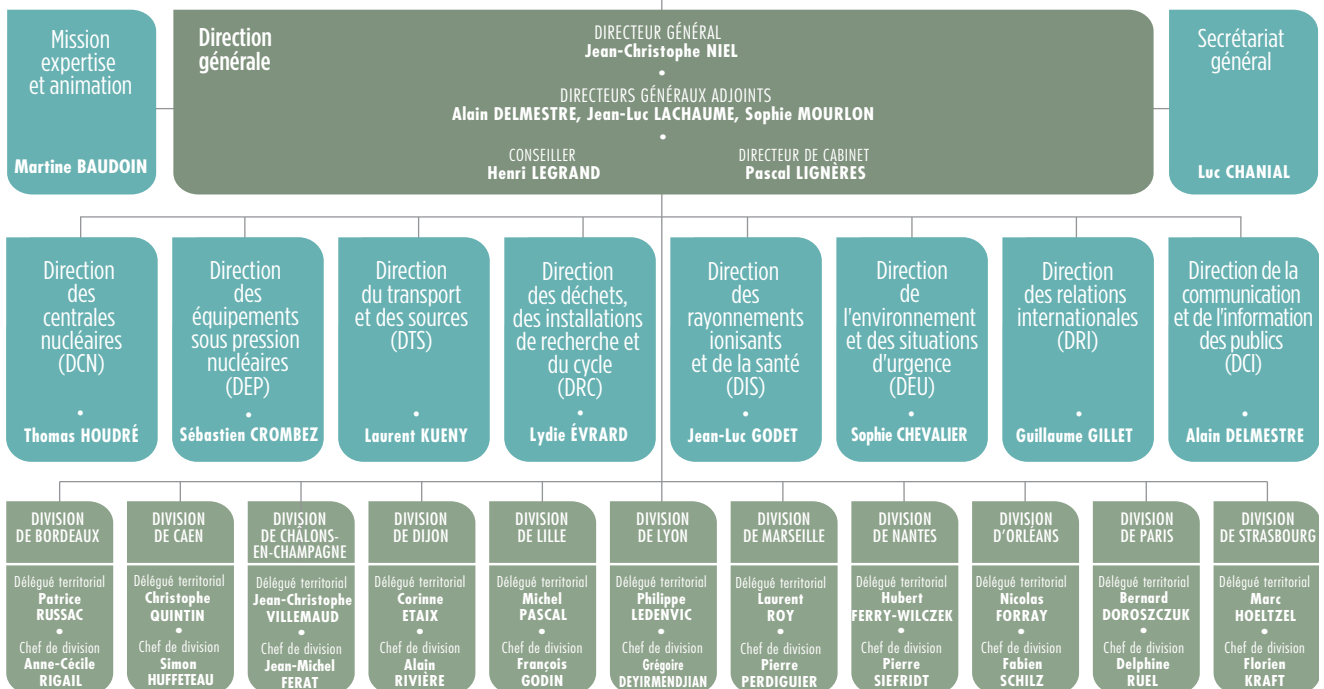 Mission
expertise
et animation
Martine BAUDOIN
Direction
générale
DIRECTEUR GÉNÉRAL
Jean-Christophe NIEL
•
DIRECTEURS GÉNÉRAUX ADJOINTS
Alain DELMESTRE, Jean-Luc LACHAUME, Sophie MOURLON
•
CONSEILLER
Henri LEGRAND
DIRECTEUR DE CABINET
Pascal LIGNÈRES
Secrétariat
général
Luc CHANIAL
Direction
des
centrales
nucléaires
(DCN)
•
Thomas HOUDRÉ
Direction
des
équipements
sous pression
nucléaires
(DEP)
•
Sébastien CROMBEZ
Direction
du transport
et des sources
(DTS)
•
Laurent KUENY
Direction
des déchets,
des installations
de recherche et
du cycle
(DRC)
•
Lydie ÉVRARD
Direction
des
rayonnements
ionisants
et de la santé
(DIS)
•
Jean-Luc GODET
Direction
de
l'environnement
et des situations
d'urgence
(DEU)
•
Sophie CHEVALIER
Direction
des relations
internationales
(DRI)
•
Guillaume GILLET
Direction de la
communication
et de l'information
des publics
(DCI)
•
Alain DELMESTRE
DIVISION
DE BORDEAUX
Délégué territorial
Patrice
RUSSAC
•
Chef de division
Anne-Cécile
RIGAIL
DIVISION
DE CAEN
Délégué territorial
Christophe
QUINTIN
•
Chef de division
Simon
HUFFETEAU
DIVISION
DE CHÂLONS-
EN-CHAMPAGNE
Délégué territorial
Jean-Christophe
VILLEMAUD
•
Chef de division
Jean-Michel
FERAT
DIVISION
DE DIJON
Délégué territorial
Corinne
ETAIX
•
Chef de division
Alain
RIVIÈRE
DIVISION
DE LILLE
Délégué territorial
Michel
PASCAL
•
Chef de division
François
GODIN
DIVISION
DE LYON
Délégué territorial
Philippe
LEDENVIC
•
Chef de division
Grégoire
DEYIRMENDJIAN
DIVISION
DE MARSEILLE
Délégué territorial
Laurent
ROY
•
Chef de division
Pierre
PERDIGUIER
DIVISION
DE NANTES
Délégué territorial
Hubert
FERRY-WILCZEK
•
Chef de division
Pierre
SIEFRIDT
DIVISION
D'ORLÉANS
Délégué territorial
Nicolas
FORRAY
•
Chef de division
Fabien
SCHILZ
DIVISION
DE PARIS
Délégué territorial
Bernard
DOROSZCZUK
•
Chef de division
Delphine
RUEL
DIVISION
DE STRASBOURG
Délégué territorial
Marc
HOELTZEL
•
Chef de division
Florien
KRAFT